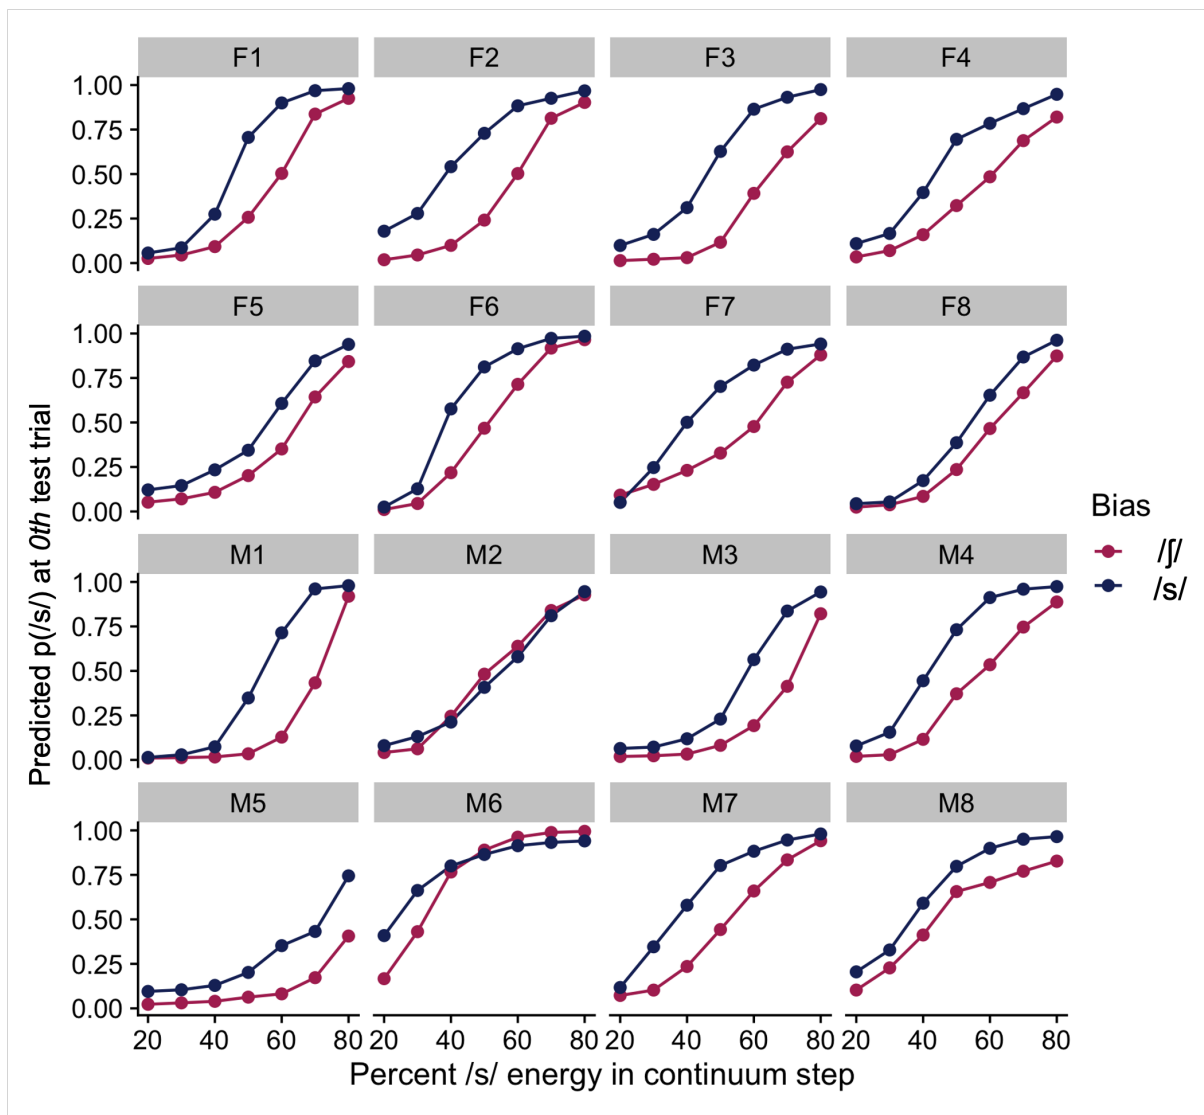 F1 F2 F3 F4
1.00
0.75
0.50
0.25
0.00
F5 F6 F7 F8
1.00
0.75
0.50
0.25
0.00
M1 M2 M3 M4
1.00
0.75
0.50
0.25
0.00
M5 M6 M7 M8
1.00
0.75
0.50
0.25
0.00
20 40 60 80 20 40 60 80 20 40 60 80 20 40 60 80
Percent /s/ energy in continuum step
Predicted p(/s/) at 0th test trial
Bias
/ʃ/
/s/